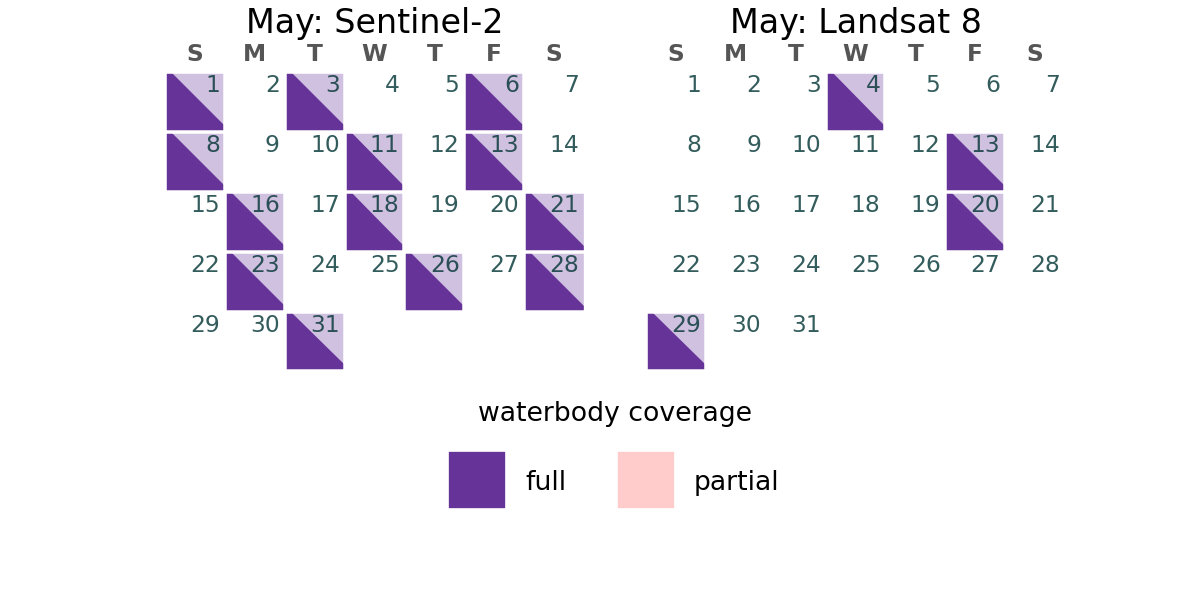 May: Sentinel-2
S M T W T F S
1 2 3 4 5 6 7
8 9 10 11 12 13 14
15 16 17 18 19 20 21
22 23 24 25 26 27 28
29 30 31
May: Landsat 8
S M T W T F S
1 2 3 4 5 6 7
8 9 10 11 12 13 14
15 16 17 18 19 20 21
22 23 24 25 26 27 28
29 30 31
waterbody coverage
full partial